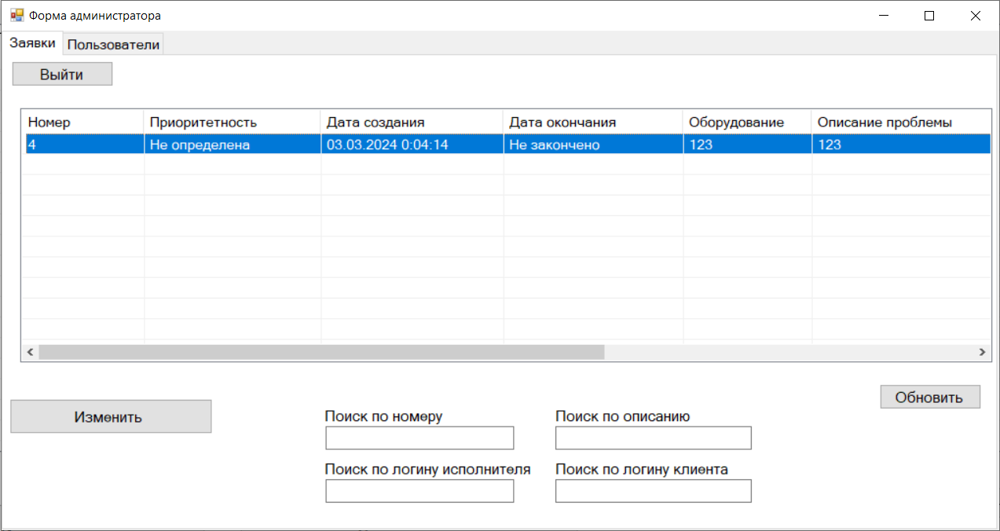 Форма администратора
Заявки Пользователи
Выйти
Номер Приоритетность Дата создания Дата окончания Оборудование Описание проблемы
4 Не определена 03.03.2024 0:04:14 Не закончено 123 123
Обновить
Изменить
Поиск по номеру Поиск по описанию
Поиск по логину исполнителя Поиск по логину клиента